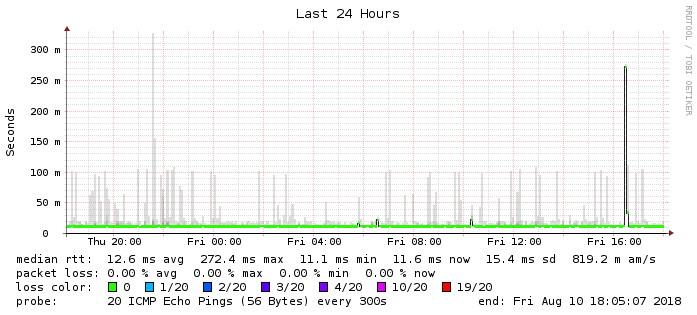 Last 24 Hours
RRDTOOL / TOBI OETIKER
Seconds
300 m
250 m
200 m
150 m
100 m
50 m
0
Thu 20:00 Fri 00:00 Fri 04:00 Fri 08:00 Fri 12:00 Fri 16:00
median rtt: 12.6 ms avg 272.4 ms max 11.1 ms min 11.6 ms now 15.4 ms sd 819.2 m am/s
packet loss: 0.00 % avg 0.00 % max 0.00 % min 0.00 % now
loss color: 0 1/20 2/20 3/20 4/20 10/20 19/20
probe: 20 ICMP Echo Pings (56 Bytes) every 300s end: Fri Aug 10 18:05:07 2018